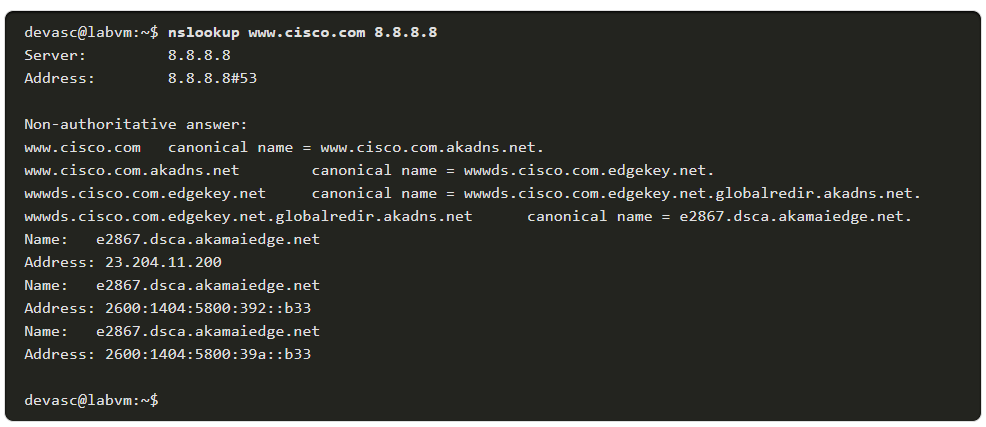 devasc@labvm:~$ nslookup www.cisco.com 8.8.8.8
Server:         8.8.8.8
Address:        8.8.8.8#53
Non-authoritative answer:
www.cisco.com   canonical name = www.cisco.com.akadns.net.
www.cisco.com.akadns.net        canonical name = wwwds.cisco.com.edgekey.net.
wwwds.cisco.com.edgekey.net     canonical name = wwwds.cisco.com.edgekey.net.globalredir.akadns.net.
wwwds.cisco.com.edgekey.net.globalredir.akadns.net      canonical name = e2867.dsca.akamaiedge.net.
Name:   e2867.dsca.akamaiedge.net
Address: 23.204.11.200
Name:   e2867.dsca.akamaiedge.net
Address: 2600:1404:5800:392::b33
Name:   e2867.dsca.akamaiedge.net
Address: 2600:1404:5800:39a::b33
devasc@labvm:~$